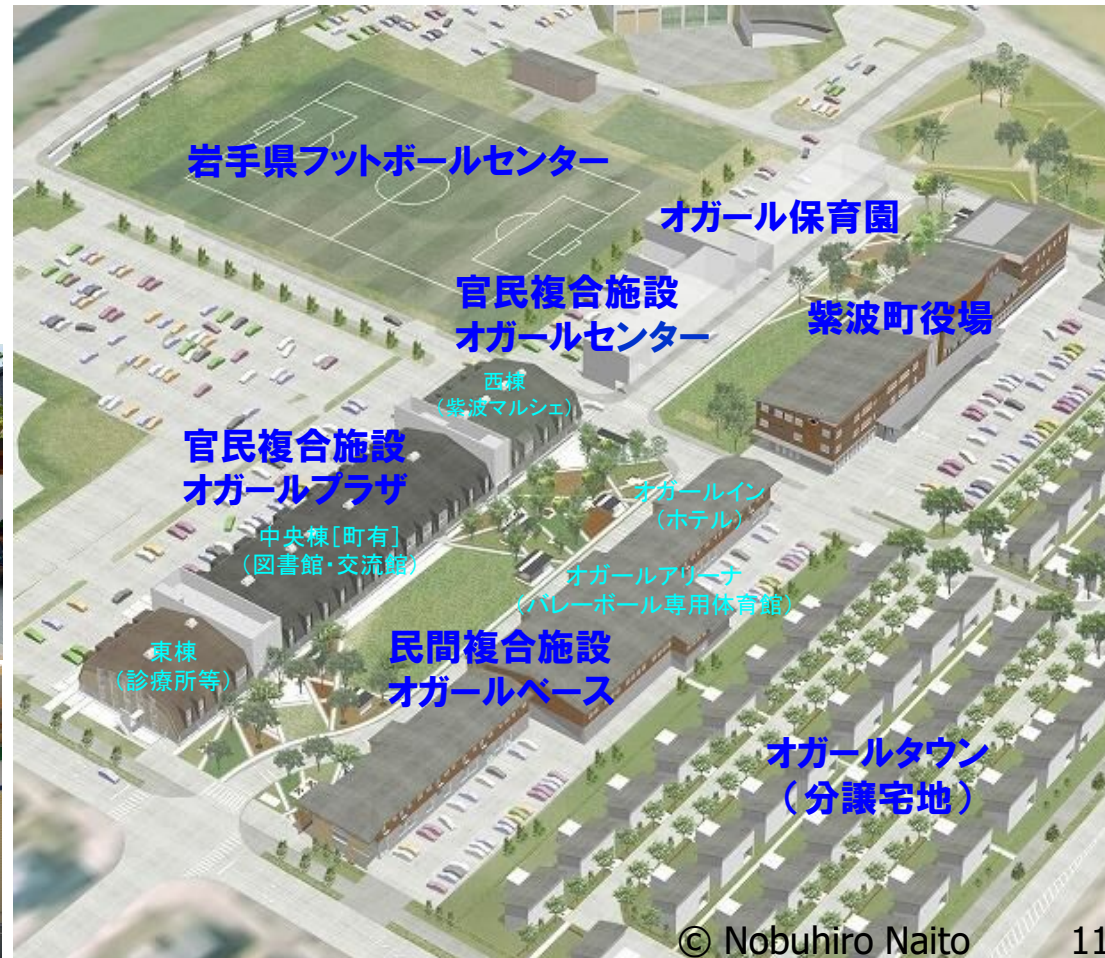 岩手県フットボールセンター
オガール保育園
官民複合施設
オガールセンター
紫波町役場
西棟
（紫波マルシェ）
官民複合施設
オガールプラザ
中央棟[町有]
（図書館・交流館）
オガールイン
（ホテル）
オガールアリーナ
（バレーボール専用体育館）
東棟
（診療所等）
民間複合施設
オガールベース
オガールタウン
（分譲宅地）
© Nobuhiro Naito
11